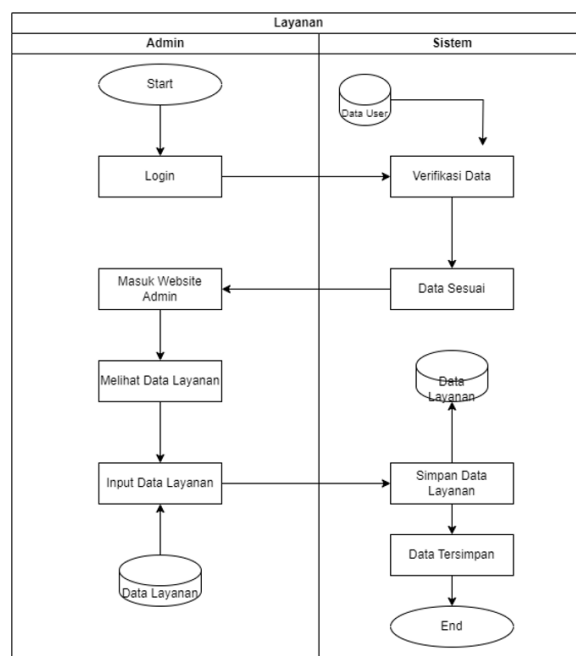 Layanan
Admin
Sistem
Start
Data User
Login
Verifikasi Data
Masuk Website
Admin
Data Sesuai
Melihat Data Layanan
Data
Layanan
Input Data Layanan
Simpan Data
Layanan
Data Tersimpan
Data Layanan
End